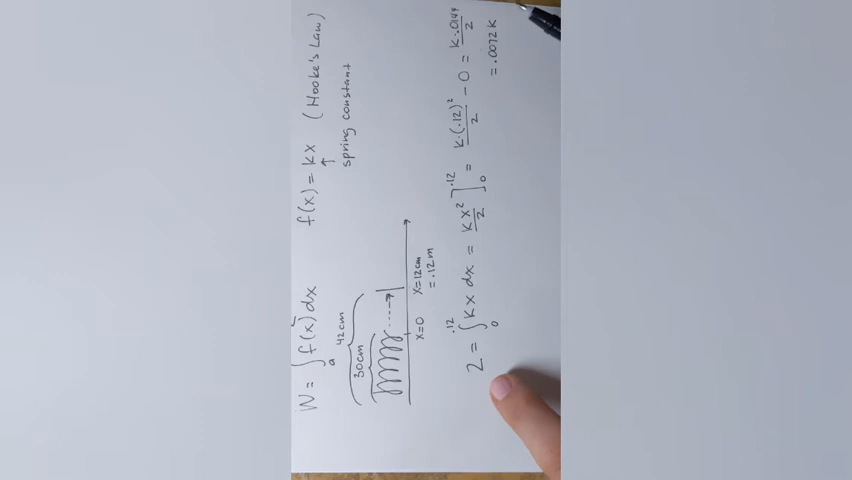 W = ∫ₐ f(x) dx f(x) = kx (Hooke's Law)
↑
spring constant
42cm
30cm
x=0 x=12cm
= .12m
2 = ∫₀^.12 kx dx = kx²/2 ]₀^.12 = k·(.12)²/2 - 0 = k·.0144/2
= .0072k